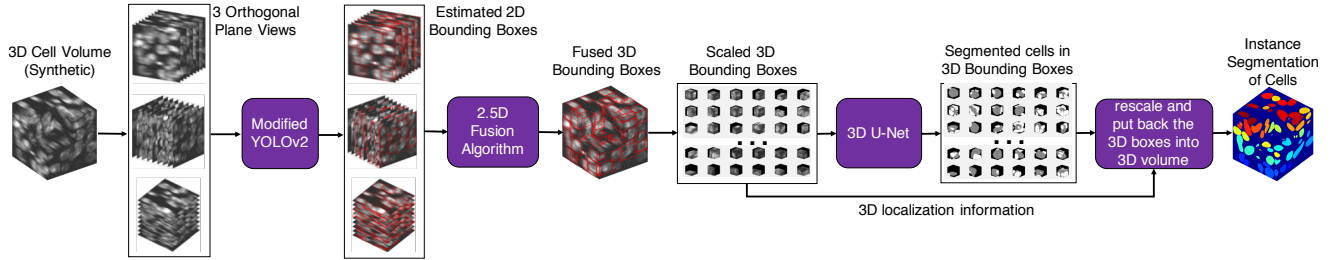 3D Cell Volume
(Synthetic)
3 Orthogonal
Plane Views
Modified
YOLOv2
Estimated 2D
Bounding Boxes
2.5D
Fusion
Algorithm
Fused 3D
Bounding Boxes
Scaled 3D
Bounding Boxes
3D U-Net
Segmented cells in
3D Bounding Boxes
rescale and
put back the
3D boxes into
3D volume
Instance
Segmentation
of Cells
3D localization information